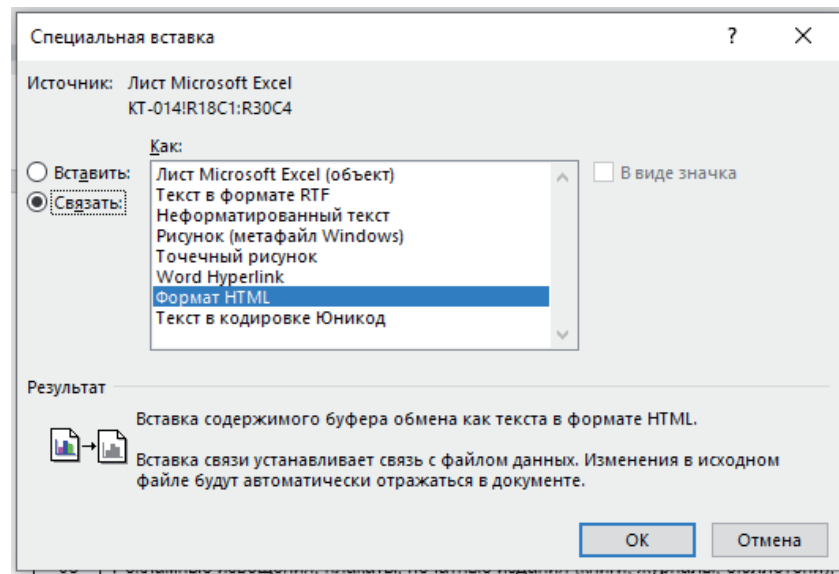 Специальная вставка ? ×
Источник: Лист Microsoft Excel
КТ-014!R18C1:R30C4
Как:
Вставить:
Связать:
Лист Microsoft Excel (объект)
Текст в формате RTF
Неформатированный текст
Рисунок (метафайл Windows)
Точечный рисунок
Word Hyperlink
Формат HTML
Текст в кодировке Юникод
В виде значка
Результат
Вставка содержимого буфера обмена как текста в формате HTML.
Вставка связи устанавливает связь с файлом данных. Изменения в исходном
файле будут автоматически отражаться в документе.
ОК Отмена